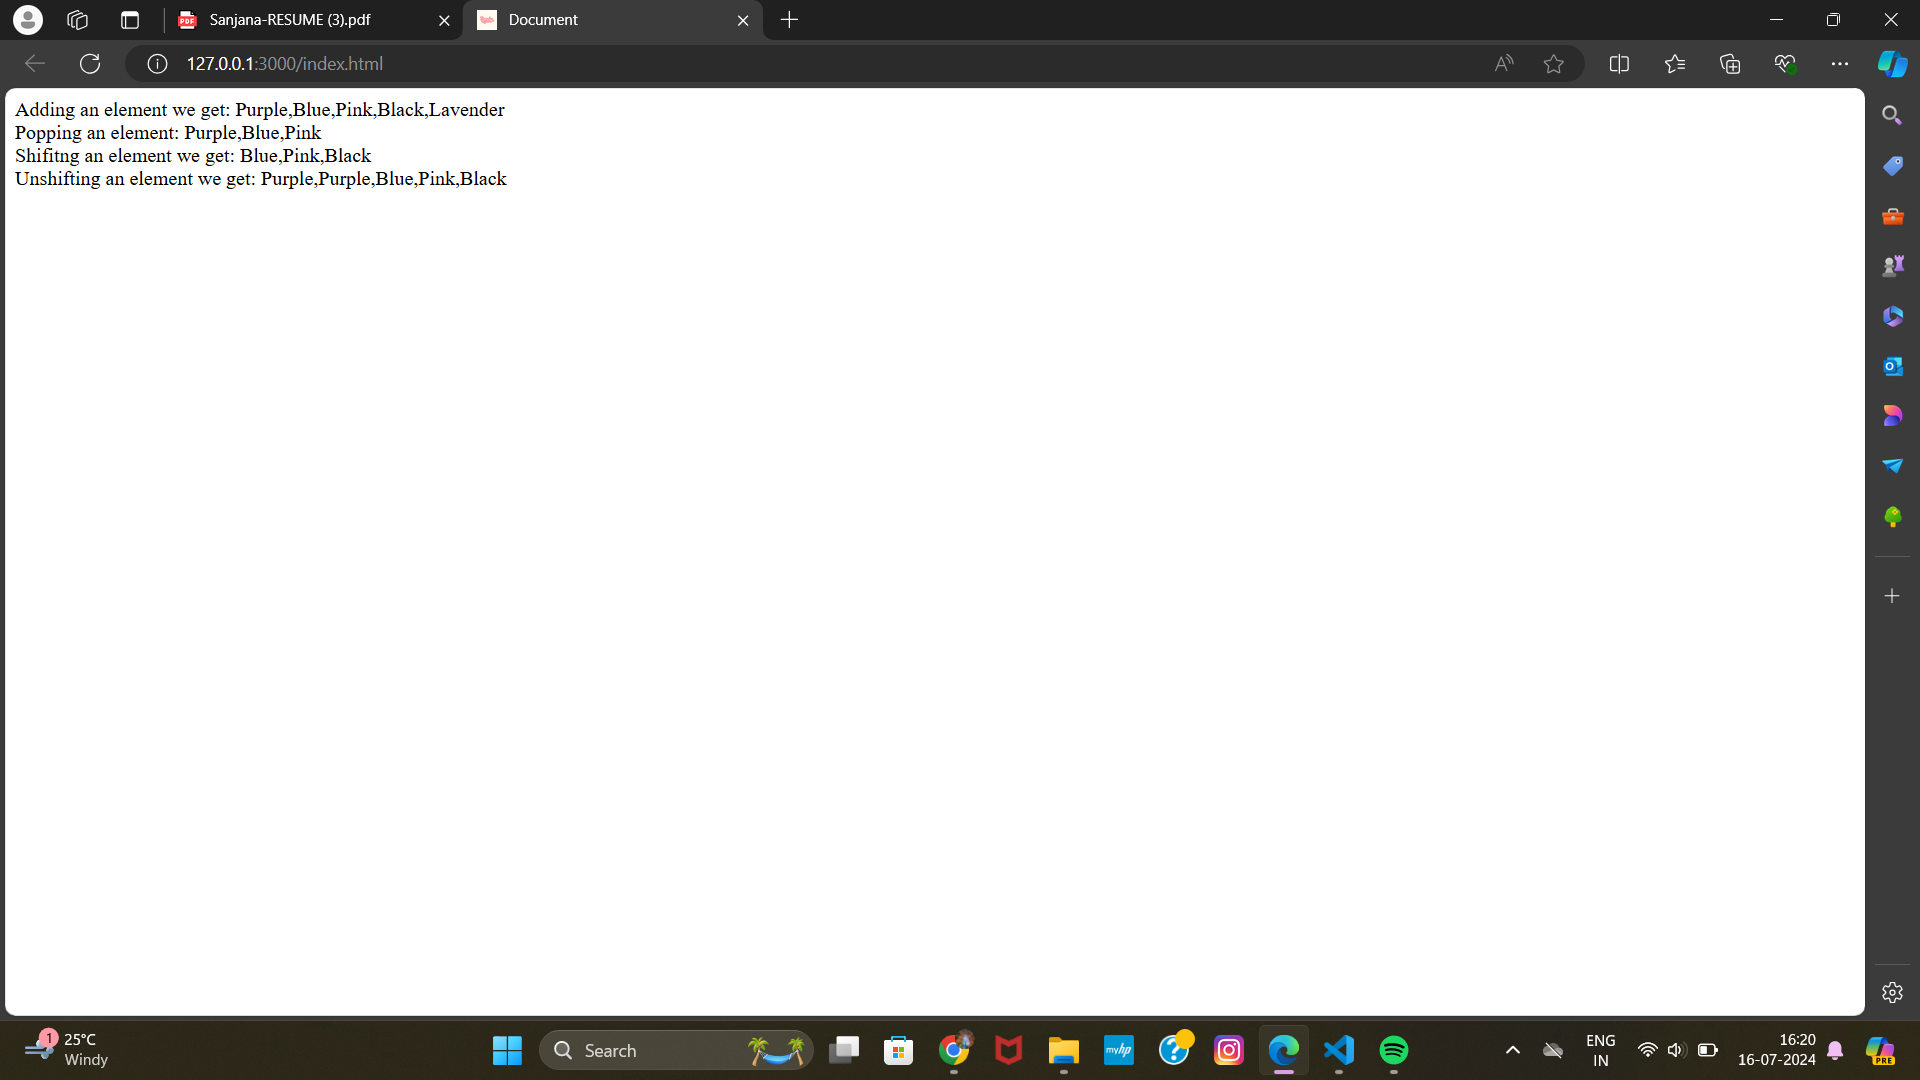 Sanjana-RESUME (3).pdf
Document
127.0.0.1:3000/index.html
Adding an element we get: Purple,Blue,Pink,Black,Lavender
Popping an element: Purple,Blue,Pink
Shifitng an element we get: Blue,Pink,Black
Unshifting an element we get: Purple,Purple,Blue,Pink,Black
1
25°C
Windy
Search
myhp
ENG
IN
16:20
16-07-2024
PRE